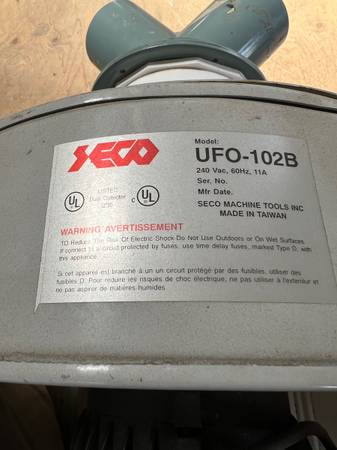 SECO
Model:
UFO-102B
240 Vac, 60Hz, 11A
Ser. No.
Mfr Date.
SECO MACHINE TOOLS INC
MADE IN TAIWAN
UL
LISTED
Dust Collector
c UL
WARNING AVERTISSEMENT
TO Reduce The Risk Of Electric Shock Do Not Use Outdoors or On Wet Surfaces.
If connect to a circuit protected by fuses, use time delay fuses, marked Type D, with
this appliance.
Si cet appareil est branché à un un circuit protégé par des fusibles, utiliser des
fusibles D. Pour reduire les risques de choc électrique, ne pas utiliser à l'exterieur et
ne pas aspirer de matières humides.